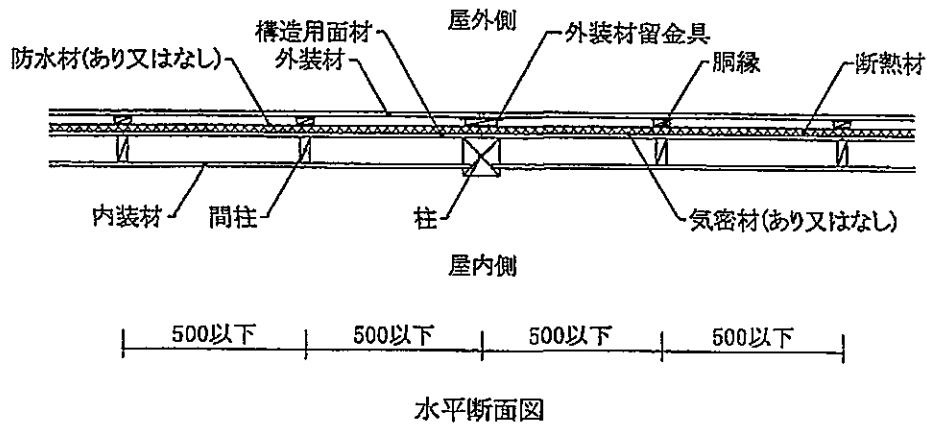 屋外側
構造用面材
外装材留金具
防水材(あり又はなし)
外装材
胴縁
断熱材
内装材
間柱
柱
気密材(あり又はなし)
屋内側
500以下
500以下
500以下
500以下
水平断面図